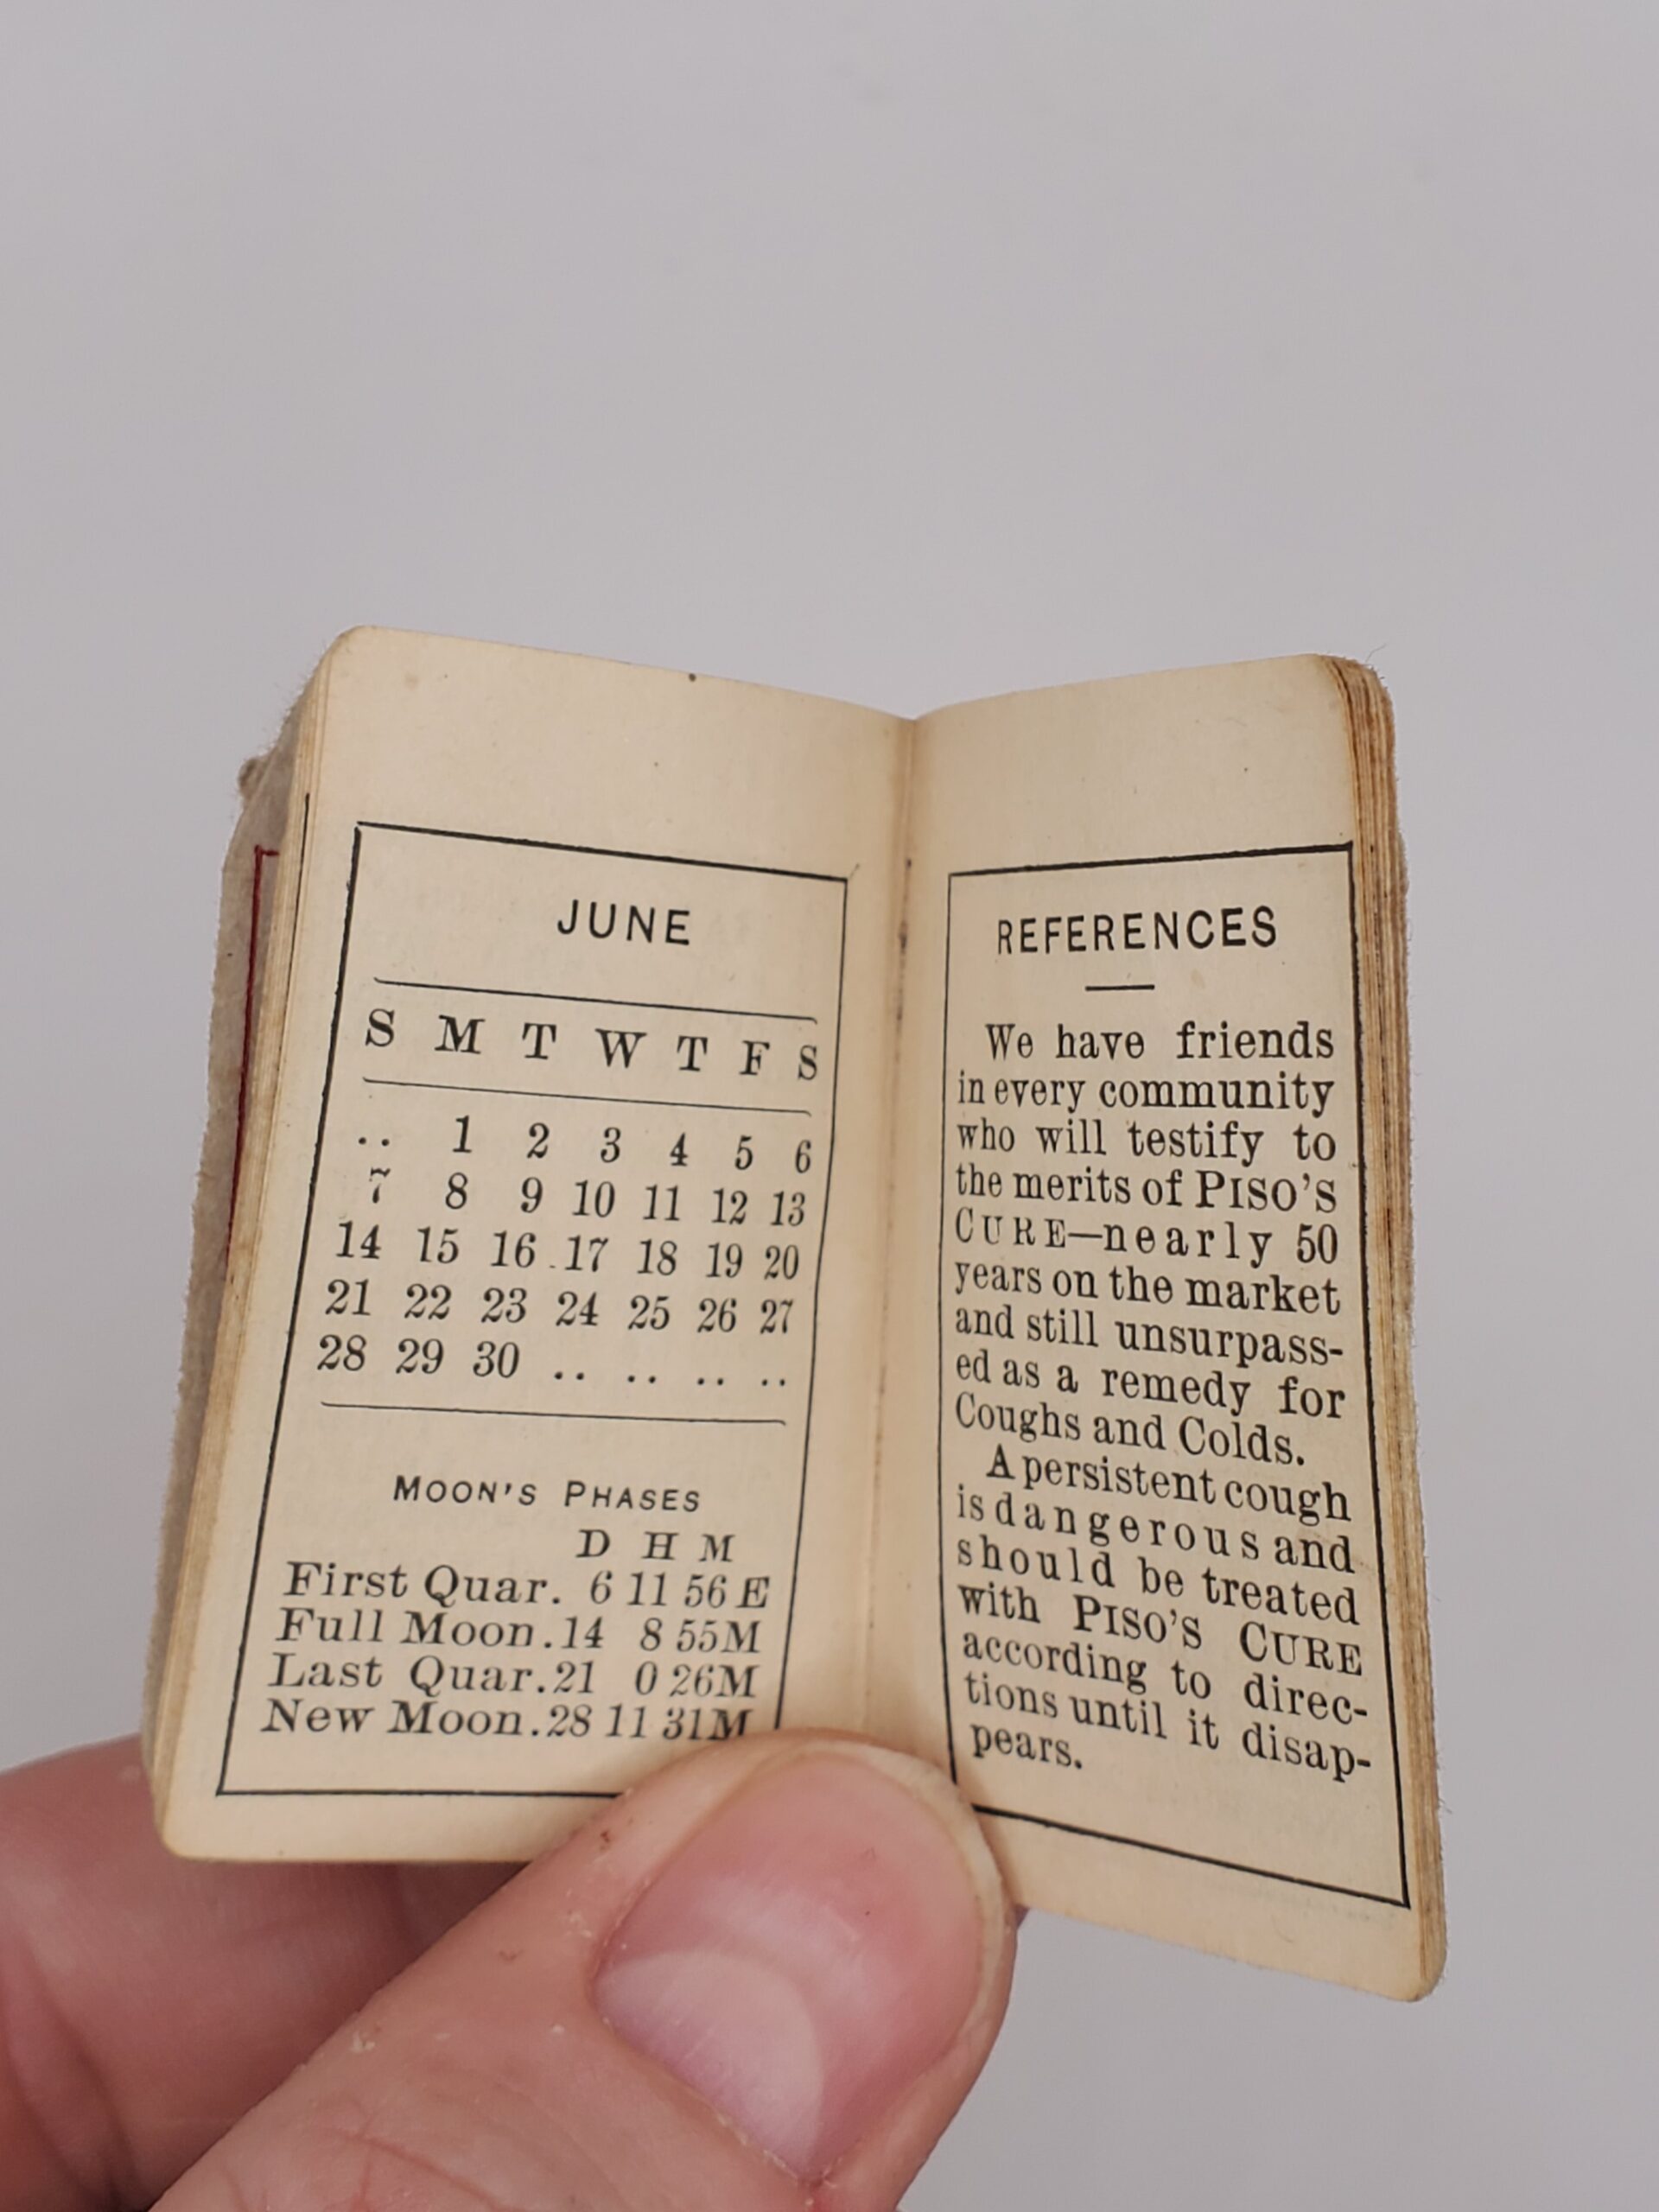 JUNE
S M T W T F S
.. 1 2 3 4 5 6
7 8 9 10 11 12 13
14 15 16 17 18 19 20
21 22 23 24 25 26 27
28 29 30 .. .. .. ..
MOON'S PHASES
D H M
First Quar. 6 11 56 E
Full Moon.14 8 55M
Last Quar.21 0 26M
New Moon.28 11 31M
REFERENCES
We have friends
in every community
who will testify to
the merits of PISO'S
CURE—nearly 50
years on the market
and still unsurpass-
ed as a remedy for
Coughs and Colds.
A persistent cough
is dangerous and
should be treated
with PISO'S CURE
according to direc-
tions until it disap-
pears.